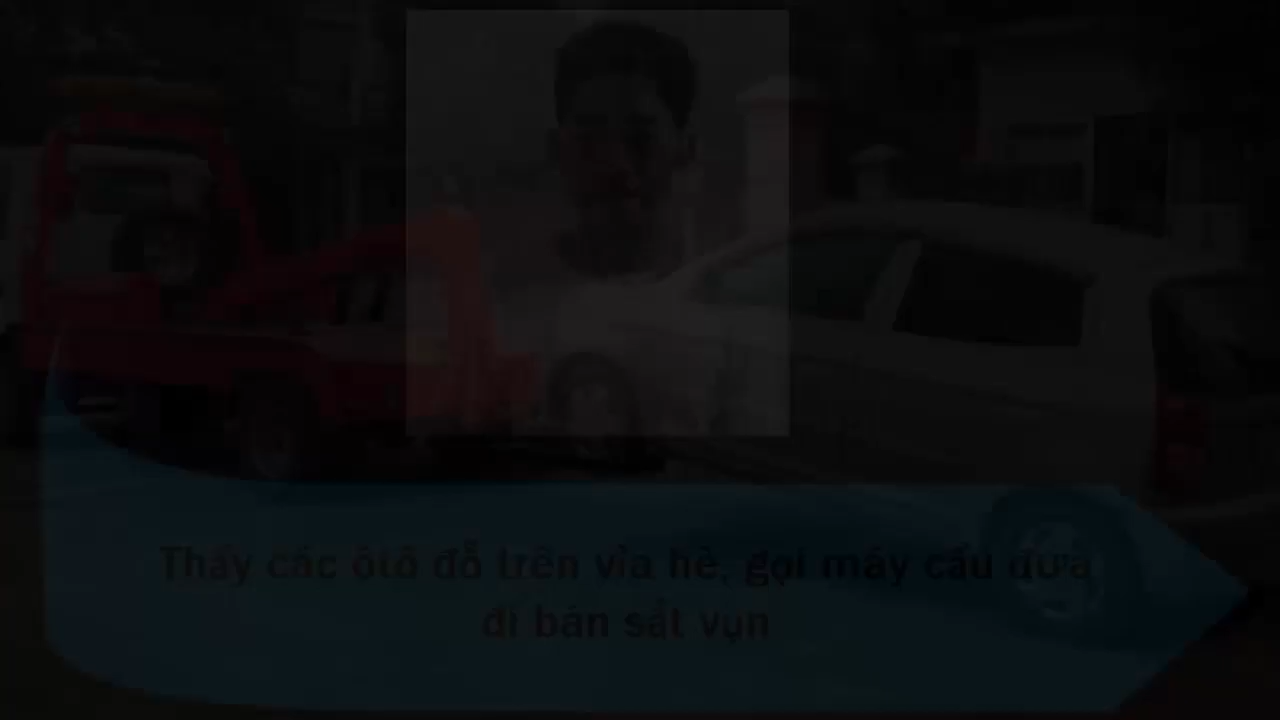 Thấy các ôtô đỗ trên vỉa hè, gọi máy cẩu đưa
đi bán sắt vụn